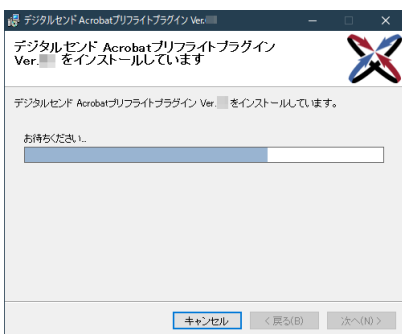 デジタルセンド Acrobatプリフライトプラグイン Ver.
デジタルセンド Acrobatプリフライトプラグイン
Ver. をインストールしています
デジタルセンド Acrobatプリフライトプラグイン Ver. をインストールしています。
お待ちください...
キャンセル
< 戻る(B)
次へ(N) >